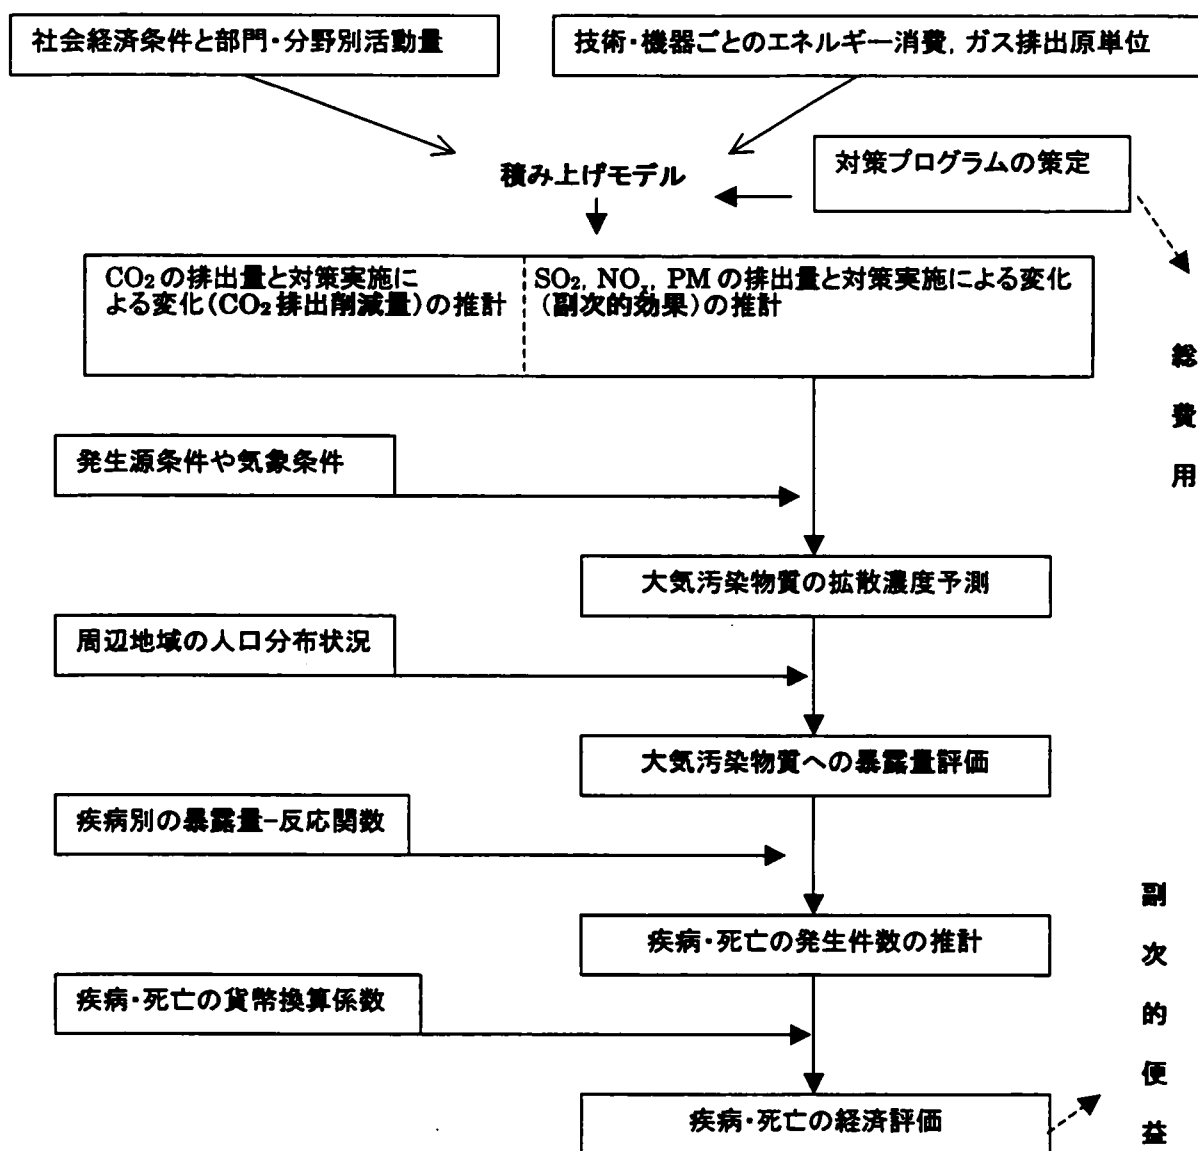 社会経済条件と部門・分野別活動量
技術・機器ごとのエネルギー消費, ガス排出原単位
対策プログラムの策定
積み上げモデル
CO₂の排出量と対策実施に
よる変化(CO₂排出削減量)の推計
SO₂, NOₓ, PMの排出量と対策実施による変化
(副次的効果)の推計
総費用
発生源条件や気象条件
大気汚染物質の拡散濃度予測
周辺地域の人口分布状況
大気汚染物質への暴露量評価
疾病別の暴露量-反応関数
疾病・死亡の発生件数の推計
疾病・死亡の貨幣換算係数
疾病・死亡の経済評価
副次的便益